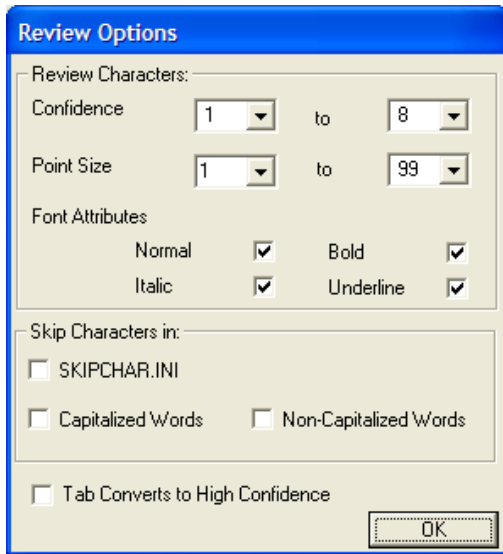 Review Options
Review Characters:
Confidence 1 to 8
Point Size 1 to 99
Font Attributes
Normal Bold
Italic Underline
Skip Characters in:
SKIPCHAR.INI
Capitalized Words Non-Capitalized Words
Tab Converts to High Confidence
OK